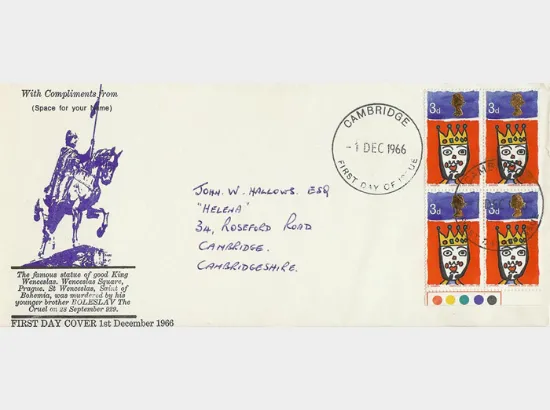 With Compliments from
(Space for your Name)
The famous statue of good King
Wenceslas. Wenceslas Square,
Prague. St Wenceslas, Saint of
Bohemia, was murdered by his
younger brother BOLESLAV The
Cruel on 28 September 929.
FIRST DAY COVER 1st December 1966
CAMBRIDGE
-1 DEC 1966
FIRST DAY OF ISSUE
JOHN. W. HALLOWS. ESQ
"HELENA"
34, ROSEFORD ROAD
CAMBRIDGE.
CAMBRIDGESHIRE.
3d
3d
3d
3d